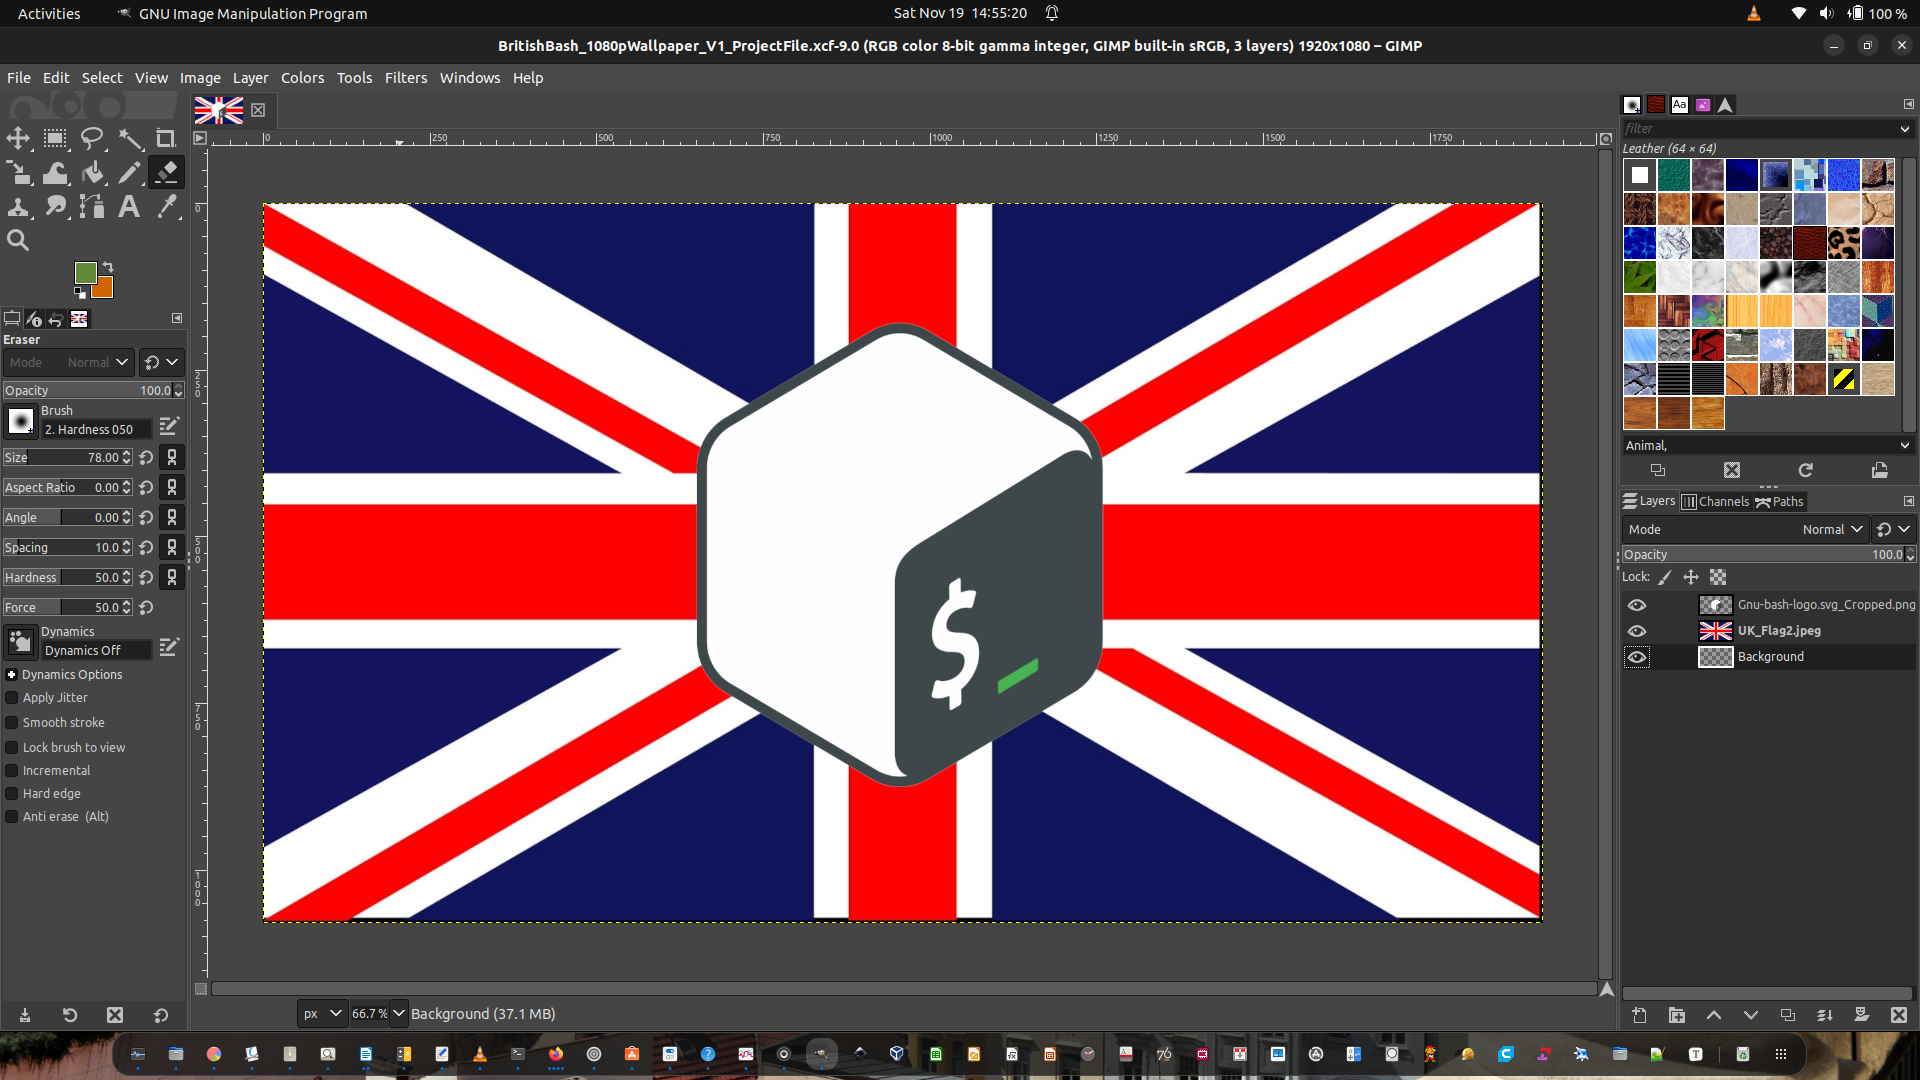 Activities
GNU Image Manipulation Program
Sat Nov 19 14:55:20
100 %
BritishBash_1080pWallpaper_V1_ProjectFile.xcf-9.0 (RGB color 8-bit gamma integer, GIMP built-in sRGB, 3 layers) 1920x1080 – GIMP
File Edit Select View Image Layer Colors Tools Filters Windows Help
0 250 500 750 1000 1250 1500 1750
0
250
500
750
1000
Eraser
Mode Normal
Opacity 100.0
Brush
2. Hardness 050
Size 78.00
Aspect Ratio 0.00
Angle 0.00
Spacing 10.0
Hardness 50.0
Force 50.0
Dynamics
Dynamics Off
Dynamics Options
Apply Jitter
Smooth stroke
Lock brush to view
Incremental
Hard edge
Anti erase (Alt)
$
px 66.7 % Background (37.1 MB)
Aa
filter
Leather (64 × 64)
Animal,
Layers Channels Paths
Mode Normal
Opacity 100.0
Lock:
Gnu-bash-logo.svg_Cropped.png
UK_Flag2.jpeg
Background